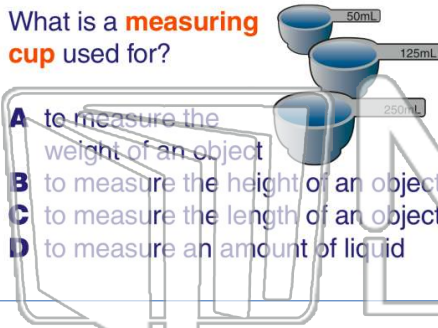 What is a measuring
cup used for?
50mL
125mL
250mL
A to measure the
weight of an object
B to measure the height of an object
C to measure the length of an object
D to measure an amount of liquid